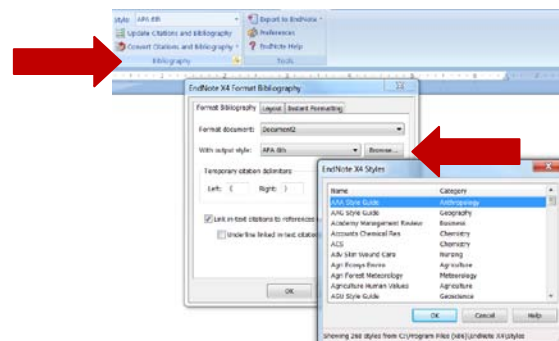 Style: APA 6th
Export to EndNote
Update Citations and Bibliography
Preferences
Convert Citations and Bibliography
EndNote Help
Bibliography
Tools
EndNote X4 Format Bibliography
Format Bibliography Layout Instant Formatting
Format document: Document2
With output style: APA 6th Browse...
Temporary citation delimiters
Left: { Right: }
Link in-text citations to references
Underline linked in-text citations
OK
EndNote X4 Styles
Name Category
AAA Style Guide Anthropology
AAG Style Guide Geography
Academy Management Review Business
Accounts Chemical Res Chemistry
ACS Chemistry
Adv Skin Wound Care Nursing
Agri Ecosys Enviro Agriculture
Agri Forest Meteorology Meteorology
Agriculture Human Values Agriculture
AGU Style Guide Geoscience
OK Cancel Help
Showing 268 styles from C:\Program Files (x86)\EndNote X4\Styles